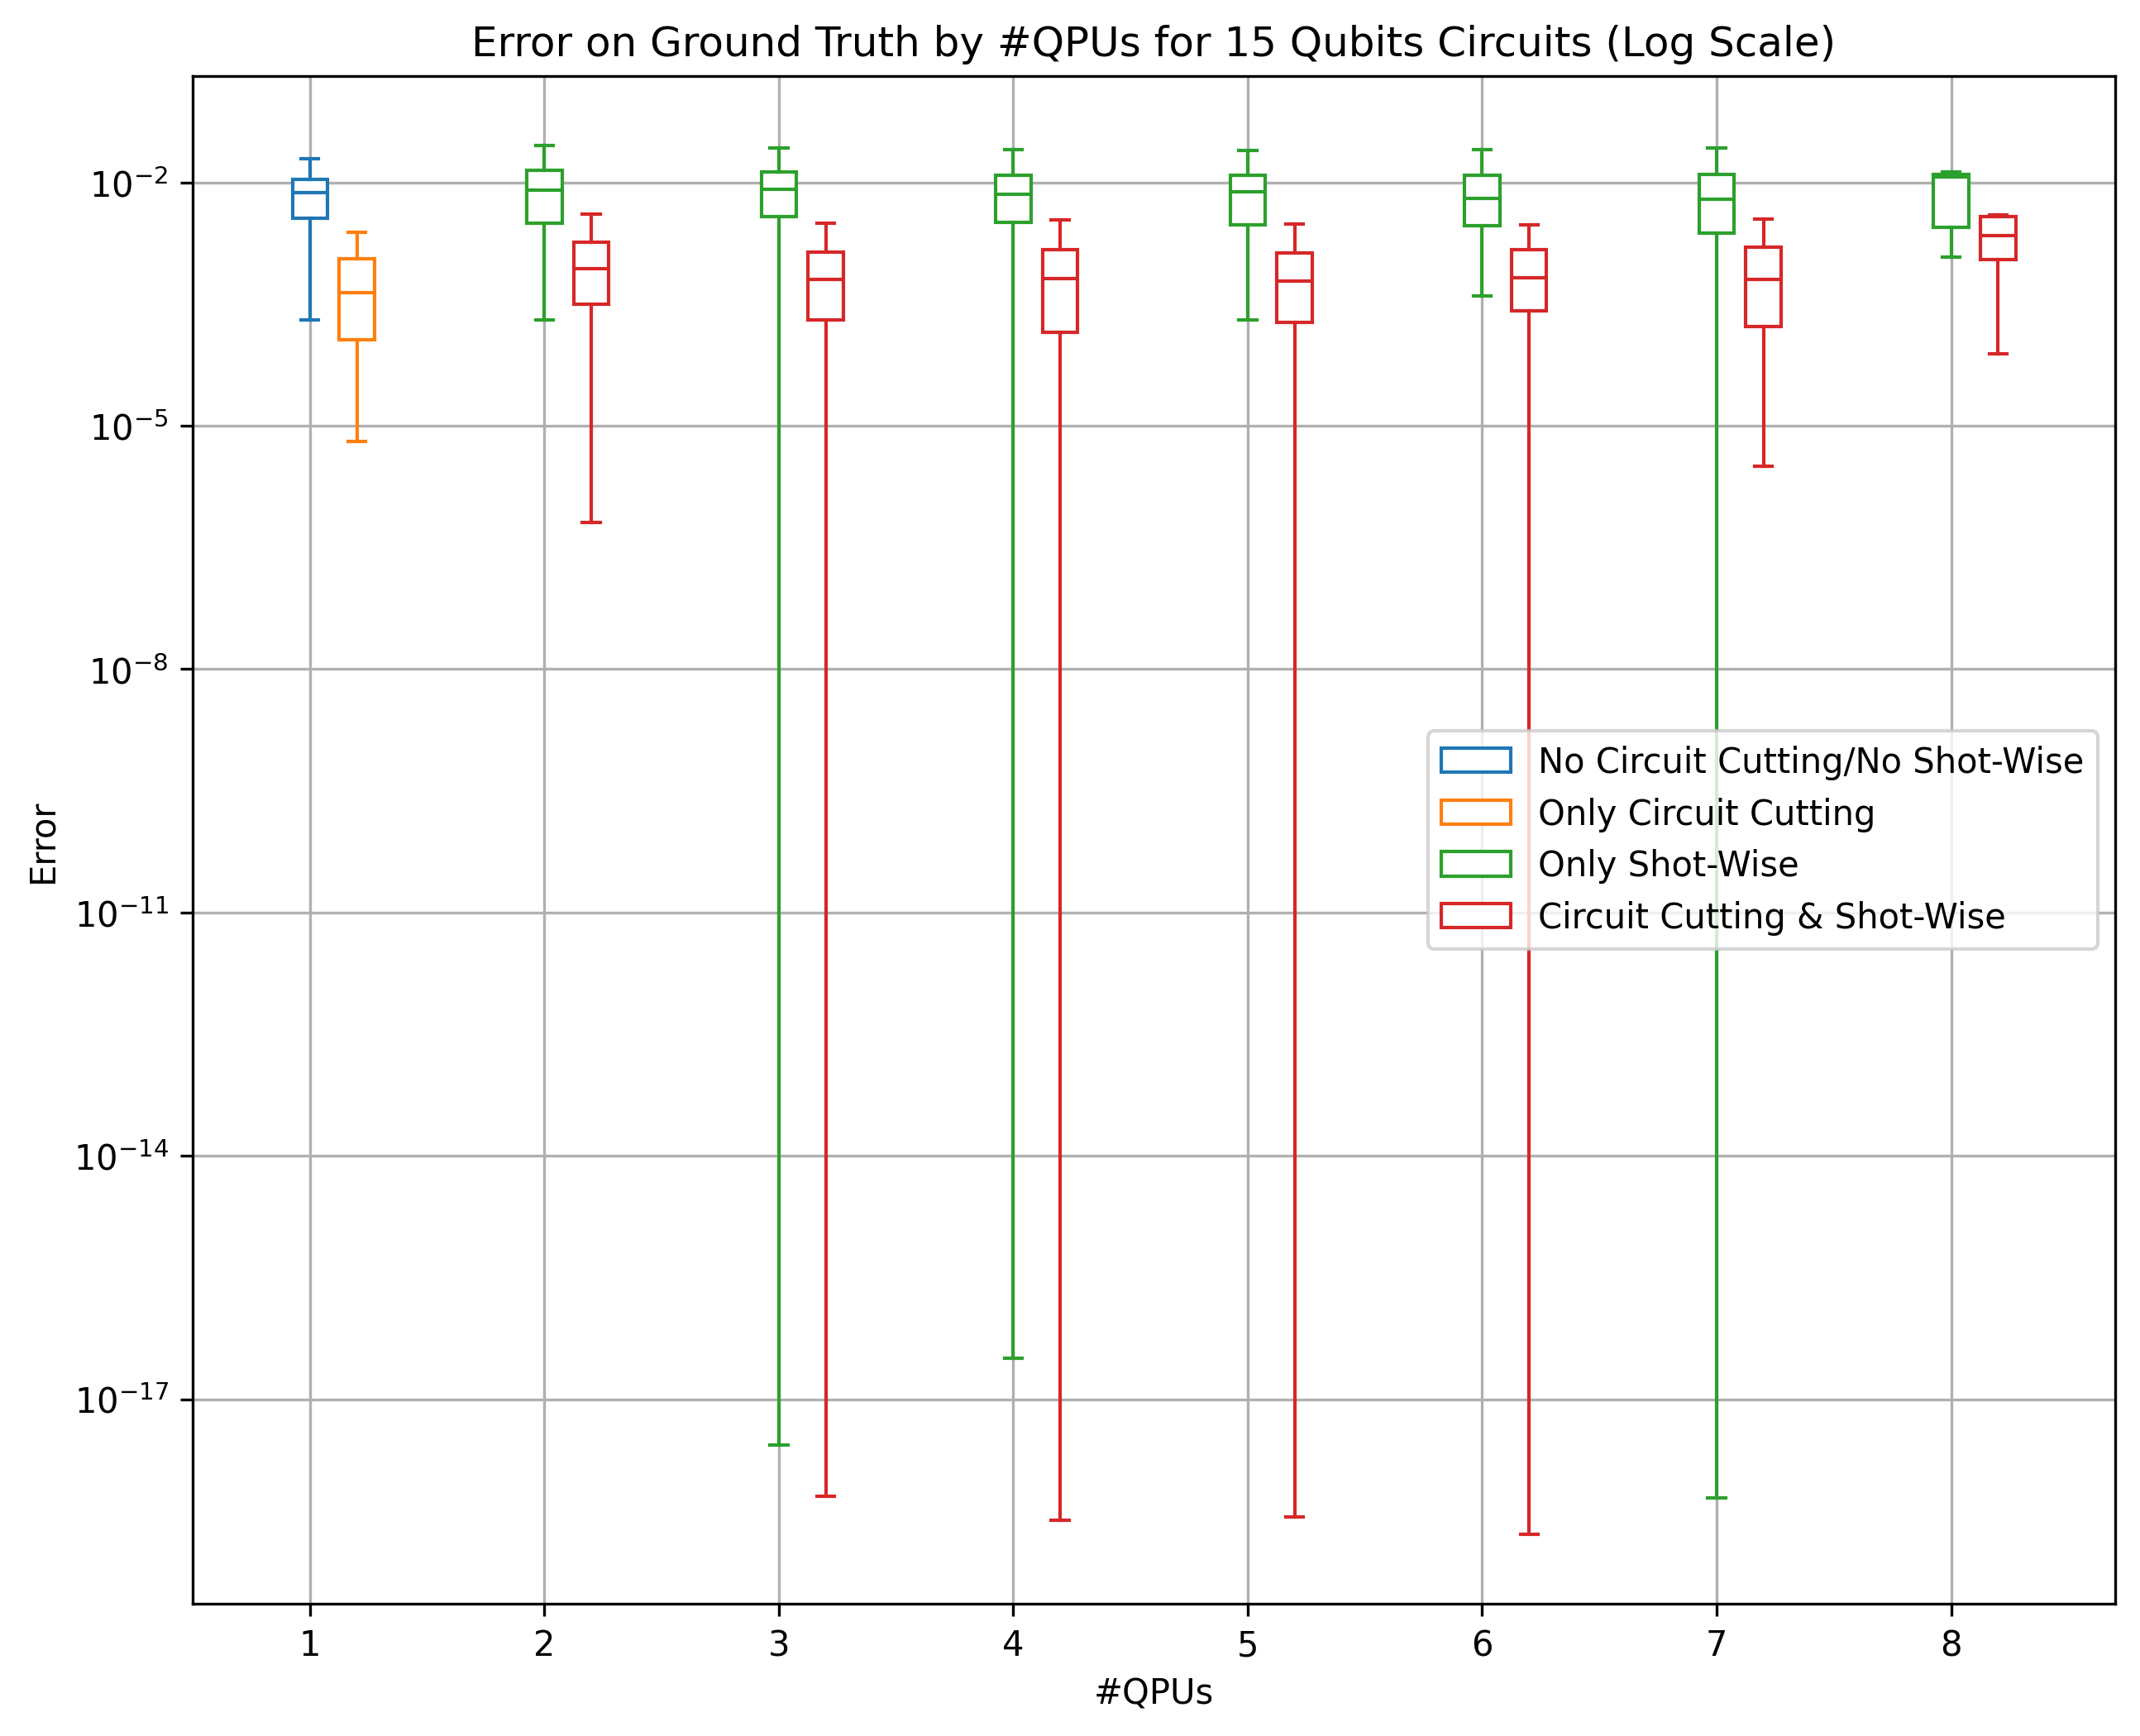 Error on Ground Truth by #QPUs for 15 Qubits Circuits (Log Scale)
Error
10⁻²
10⁻⁵
10⁻⁸
10⁻¹¹
10⁻¹⁴
10⁻¹⁷
No Circuit Cutting/No Shot-Wise
Only Circuit Cutting
Only Shot-Wise
Circuit Cutting & Shot-Wise
1 2 3 4 5 6 7 8
#QPUs